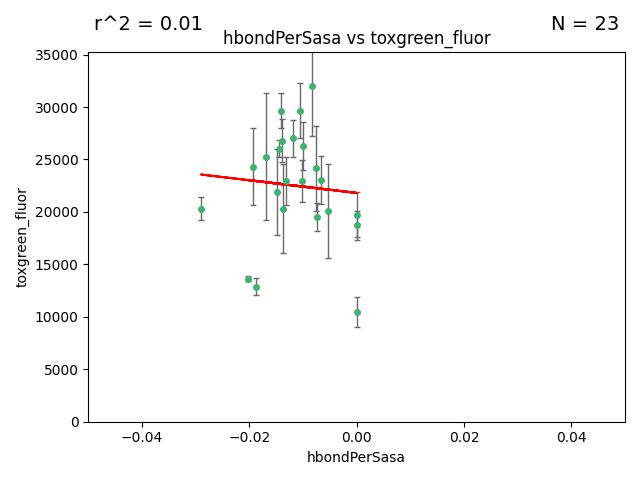 r^2 = 0.01
N = 23
hbondPerSasa vs toxgreen_fluor
35000
30000
25000
20000
15000
10000
5000
0
toxgreen_fluor
−0.04
−0.02
0.00
0.02
0.04
hbondPerSasa